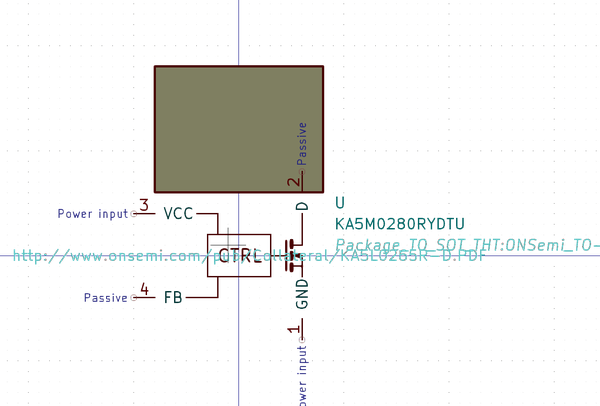 Passive
2
D
U
3
Power input
VCC
KA5M0280RYDTU
Package_TO_SOT_THT:ONSemi_TO-
http://www.onsemi.com/pub/Collateral/KA5L0265R-D.PDF
CTRL
4
Passive
FB
GND
1
ower input